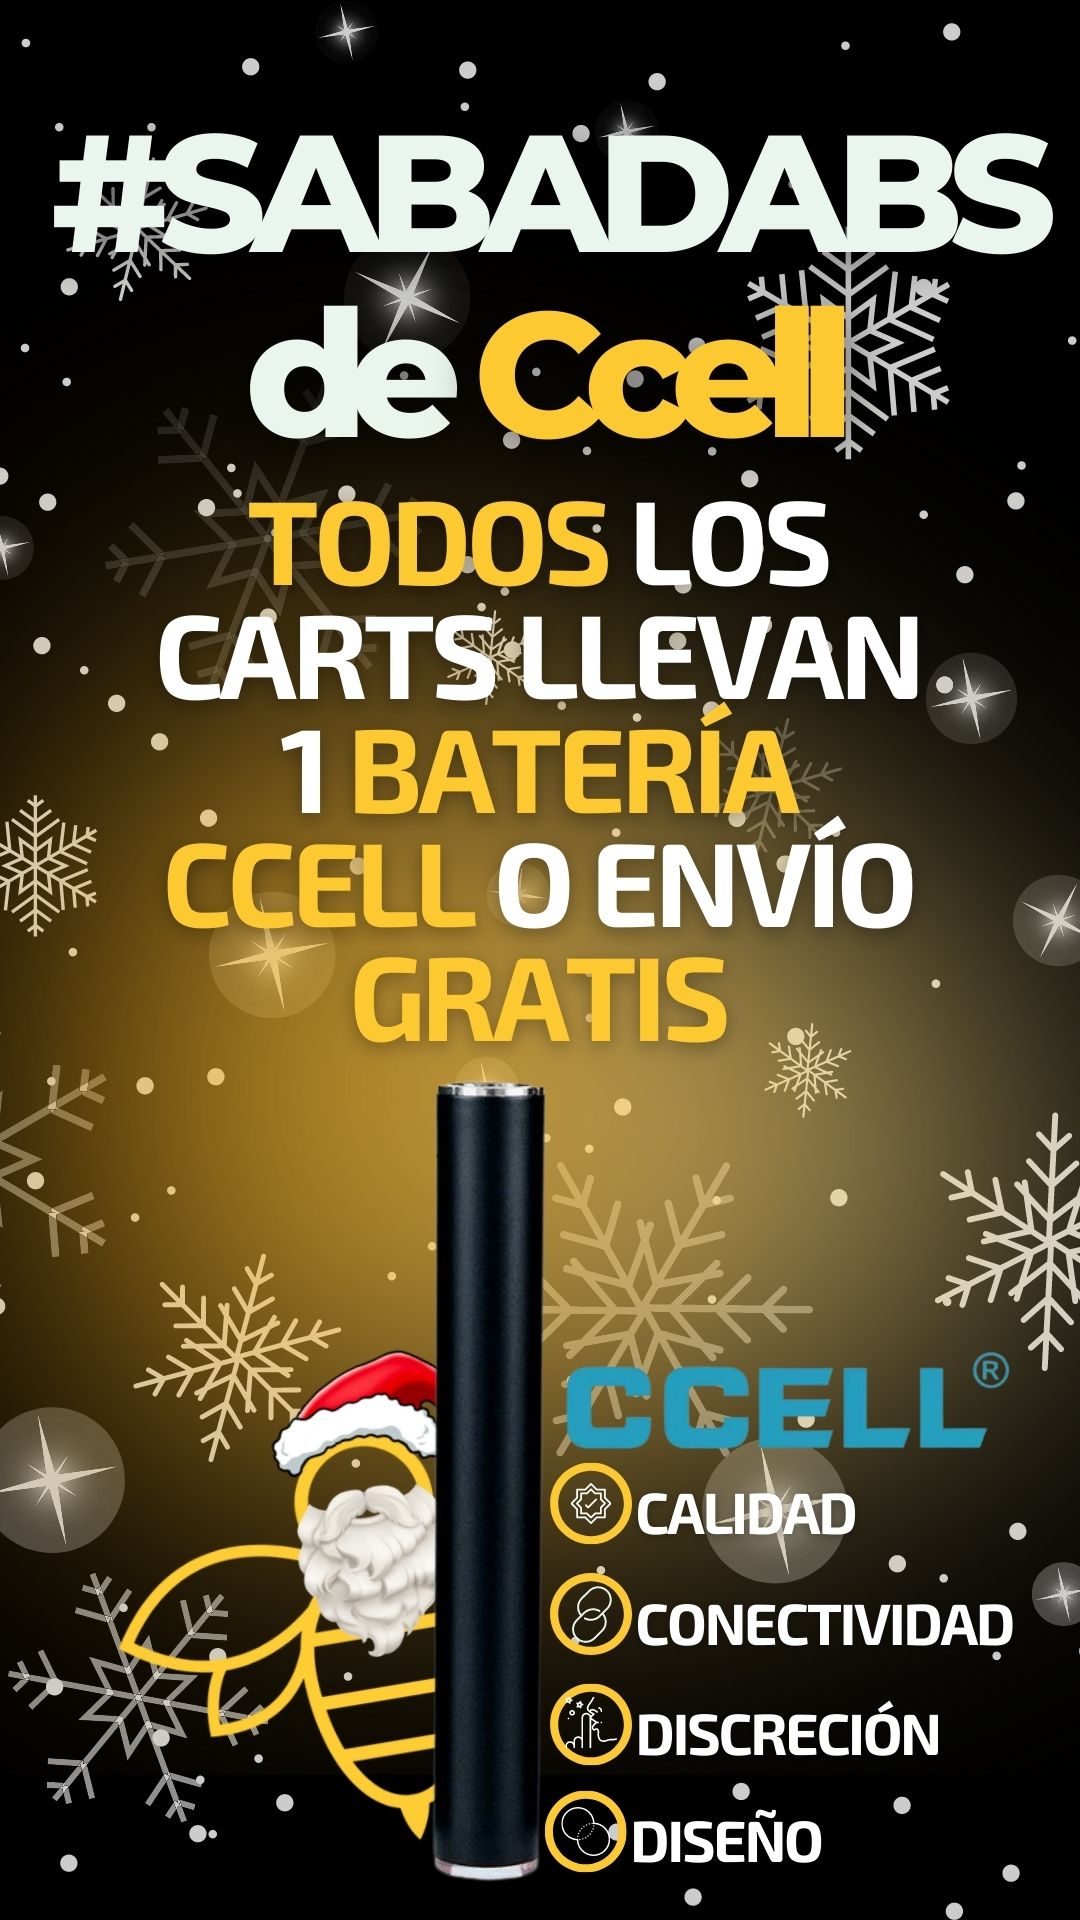 #SABADABS
de Ccell
TODOS LOS
CARTS LLEVAN
1 BATERÍA
CCELL O ENVÍO
GRATIS
CCELL®
CALIDAD
CONECTIVIDAD
DISCRECIÓN
DISEÑO